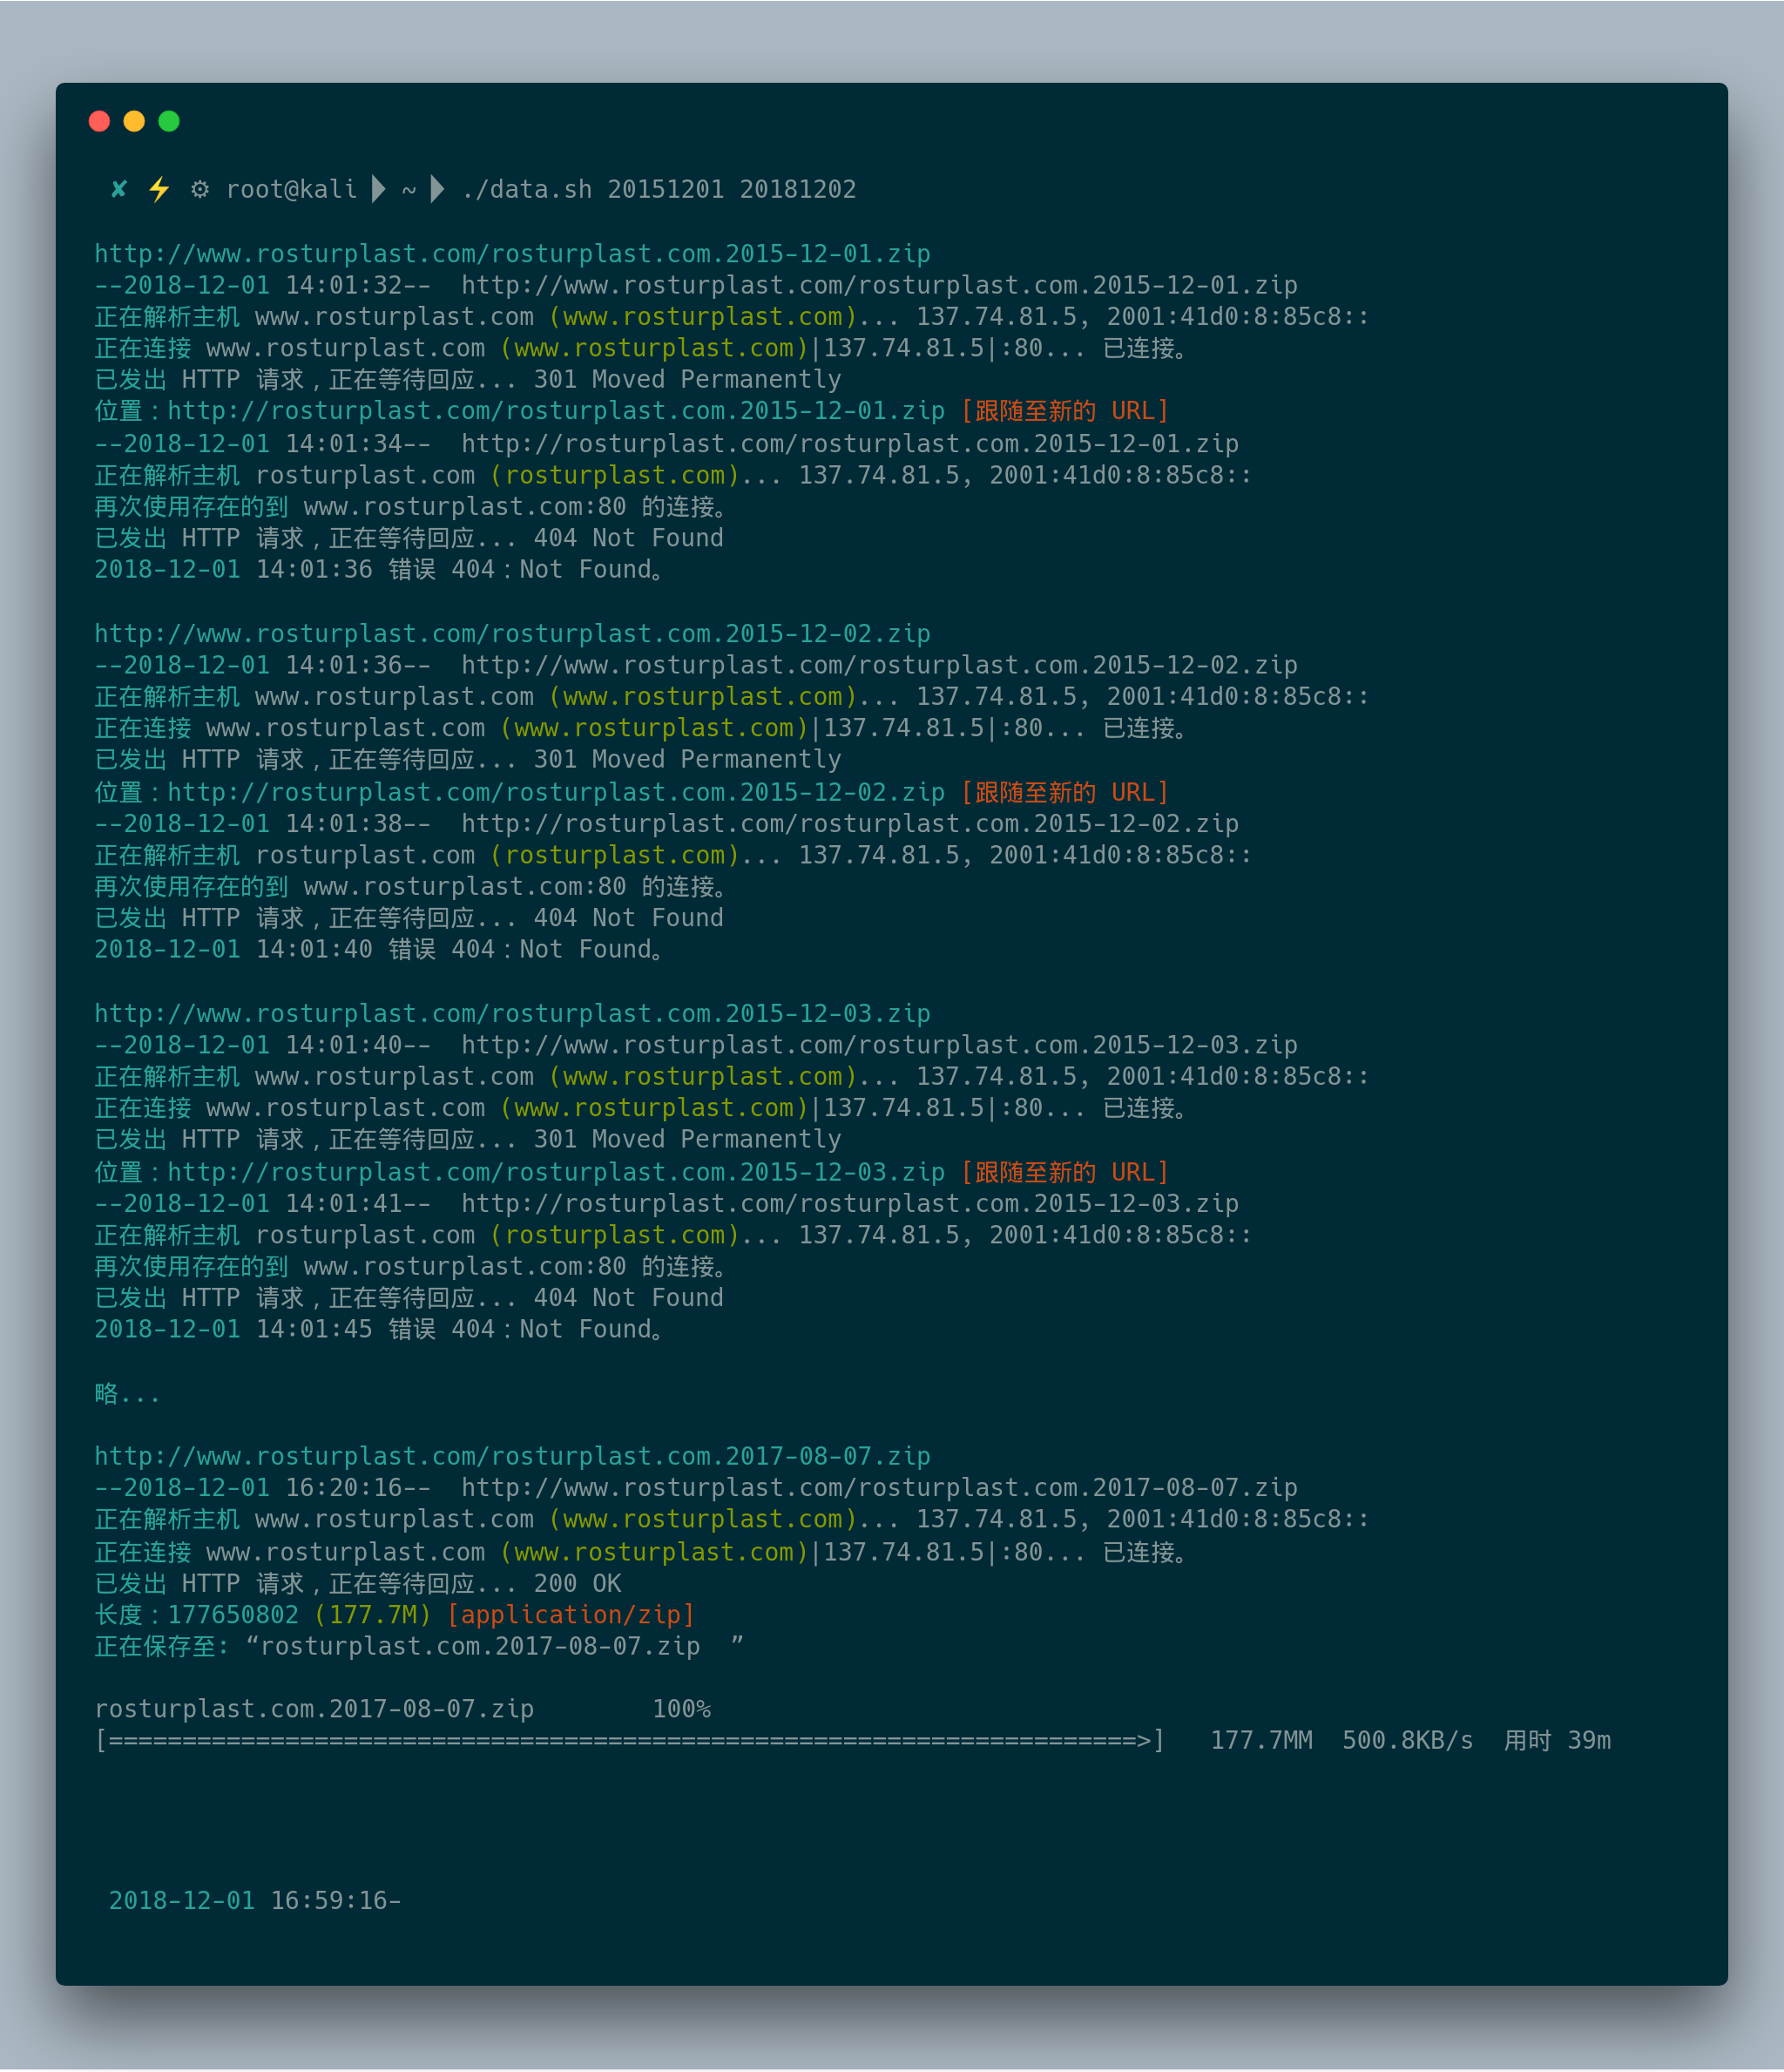 ✘ ⚡ ⚙ root@kali ▶ ~ ▶ ./data.sh 20151201 20181202
http://www.rosturplast.com/rosturplast.com.2015-12-01.zip
--2018-12-01 14:01:32--  http://www.rosturplast.com/rosturplast.com.2015-12-01.zip
正在解析主机 www.rosturplast.com (www.rosturplast.com)... 137.74.81.5, 2001:41d0:8:85c8::
正在连接 www.rosturplast.com (www.rosturplast.com)|137.74.81.5|:80... 已连接。
已发出 HTTP 请求，正在等待回应... 301 Moved Permanently
位置：http://rosturplast.com/rosturplast.com.2015-12-01.zip [跟随至新的 URL]
--2018-12-01 14:01:34--  http://rosturplast.com/rosturplast.com.2015-12-01.zip
正在解析主机 rosturplast.com (rosturplast.com)... 137.74.81.5, 2001:41d0:8:85c8::
再次使用存在的到 www.rosturplast.com:80 的连接。
已发出 HTTP 请求，正在等待回应... 404 Not Found
2018-12-01 14:01:36 错误 404：Not Found。
http://www.rosturplast.com/rosturplast.com.2015-12-02.zip
--2018-12-01 14:01:36--  http://www.rosturplast.com/rosturplast.com.2015-12-02.zip
正在解析主机 www.rosturplast.com (www.rosturplast.com)... 137.74.81.5, 2001:41d0:8:85c8::
正在连接 www.rosturplast.com (www.rosturplast.com)|137.74.81.5|:80... 已连接。
已发出 HTTP 请求，正在等待回应... 301 Moved Permanently
位置：http://rosturplast.com/rosturplast.com.2015-12-02.zip [跟随至新的 URL]
--2018-12-01 14:01:38--  http://rosturplast.com/rosturplast.com.2015-12-02.zip
正在解析主机 rosturplast.com (rosturplast.com)... 137.74.81.5, 2001:41d0:8:85c8::
再次使用存在的到 www.rosturplast.com:80 的连接。
已发出 HTTP 请求，正在等待回应... 404 Not Found
2018-12-01 14:01:40 错误 404：Not Found。
http://www.rosturplast.com/rosturplast.com.2015-12-03.zip
--2018-12-01 14:01:40--  http://www.rosturplast.com/rosturplast.com.2015-12-03.zip
正在解析主机 www.rosturplast.com (www.rosturplast.com)... 137.74.81.5, 2001:41d0:8:85c8::
正在连接 www.rosturplast.com (www.rosturplast.com)|137.74.81.5|:80... 已连接。
已发出 HTTP 请求，正在等待回应... 301 Moved Permanently
位置：http://rosturplast.com/rosturplast.com.2015-12-03.zip [跟随至新的 URL]
--2018-12-01 14:01:41--  http://rosturplast.com/rosturplast.com.2015-12-03.zip
正在解析主机 rosturplast.com (rosturplast.com)... 137.74.81.5, 2001:41d0:8:85c8::
再次使用存在的到 www.rosturplast.com:80 的连接。
已发出 HTTP 请求，正在等待回应... 404 Not Found
2018-12-01 14:01:45 错误 404：Not Found。
略...
http://www.rosturplast.com/rosturplast.com.2017-08-07.zip
--2018-12-01 16:20:16--  http://www.rosturplast.com/rosturplast.com.2017-08-07.zip
正在解析主机 www.rosturplast.com (www.rosturplast.com)... 137.74.81.5, 2001:41d0:8:85c8::
正在连接 www.rosturplast.com (www.rosturplast.com)|137.74.81.5|:80... 已连接。
已发出 HTTP 请求，正在等待回应... 200 OK
长度：177650802 (177.7M) [application/zip]
正在保存至: “rosturplast.com.2017-08-07.zip  ”
rosturplast.com.2017-08-07.zip        100%
[======================================================================>]   177.7MM  500.8KB/s  用时 39m
2018-12-01 16:59:16-